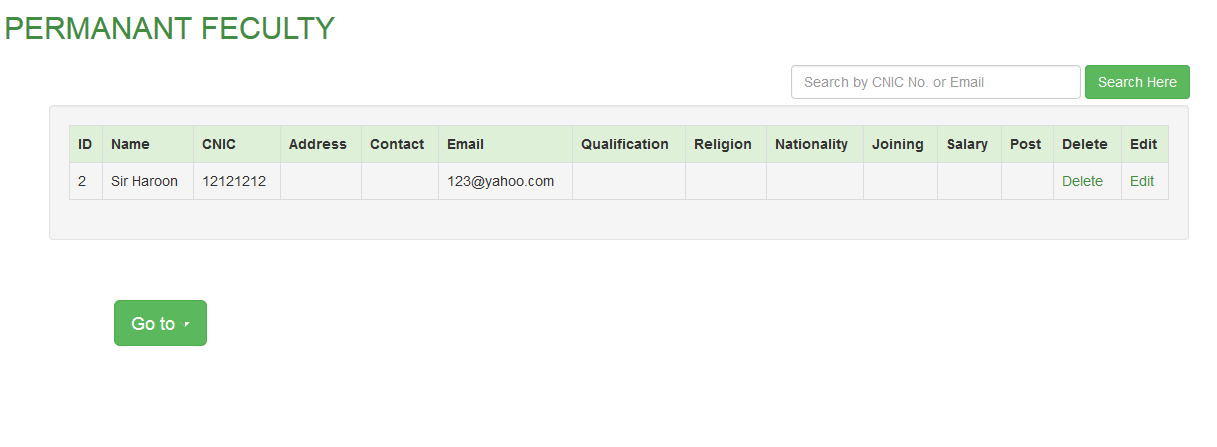 PERMANANT FECULTY
Search by CNIC No. or Email Search Here
ID Name CNIC Address Contact Email Qualification Religion Nationality Joining Salary Post Delete Edit
2 Sir Haroon 12121212 123@yahoo.com Delete Edit
Go to